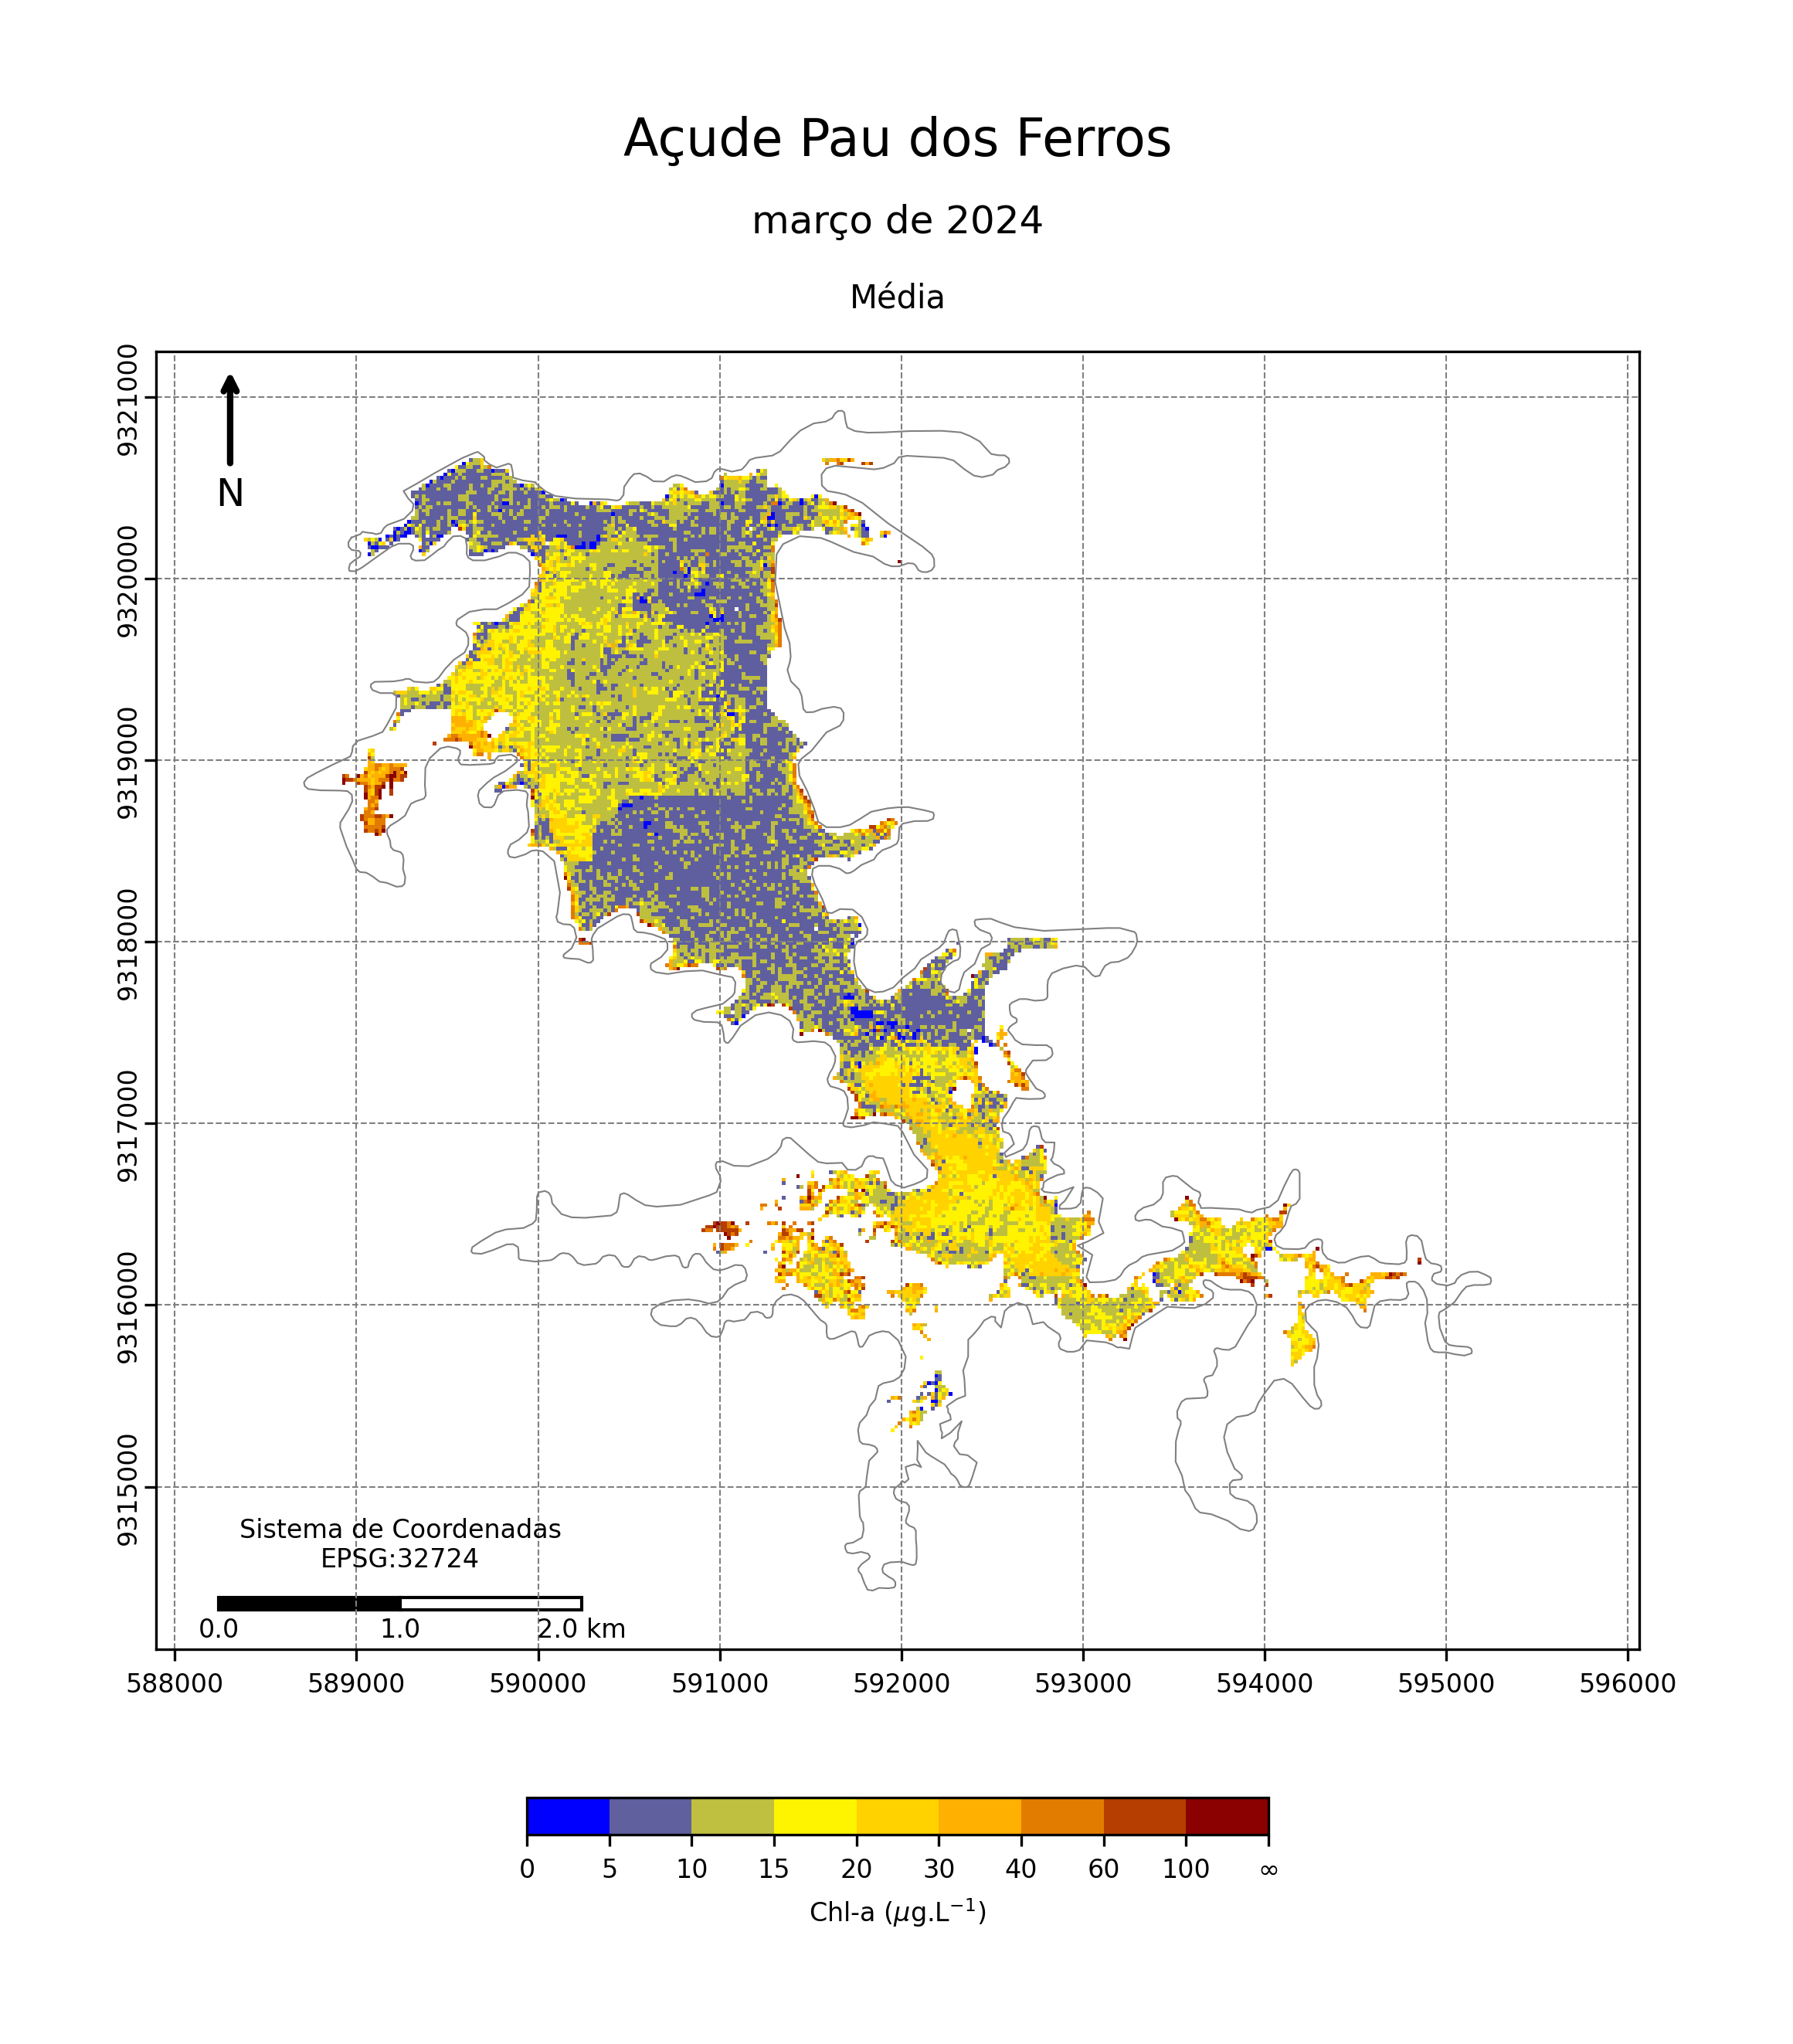 Açude Pau dos Ferros
março de 2024
Média
9321000
9320000
9319000
9318000
9317000
9316000
9315000
N
Sistema de Coordenadas
EPSG:32724
0.0 1.0 2.0 km
588000 589000 590000 591000 592000 593000 594000 595000 596000
0 5 10 15 20 30 40 60 100 ∞
Chl-a (μg.L⁻¹)